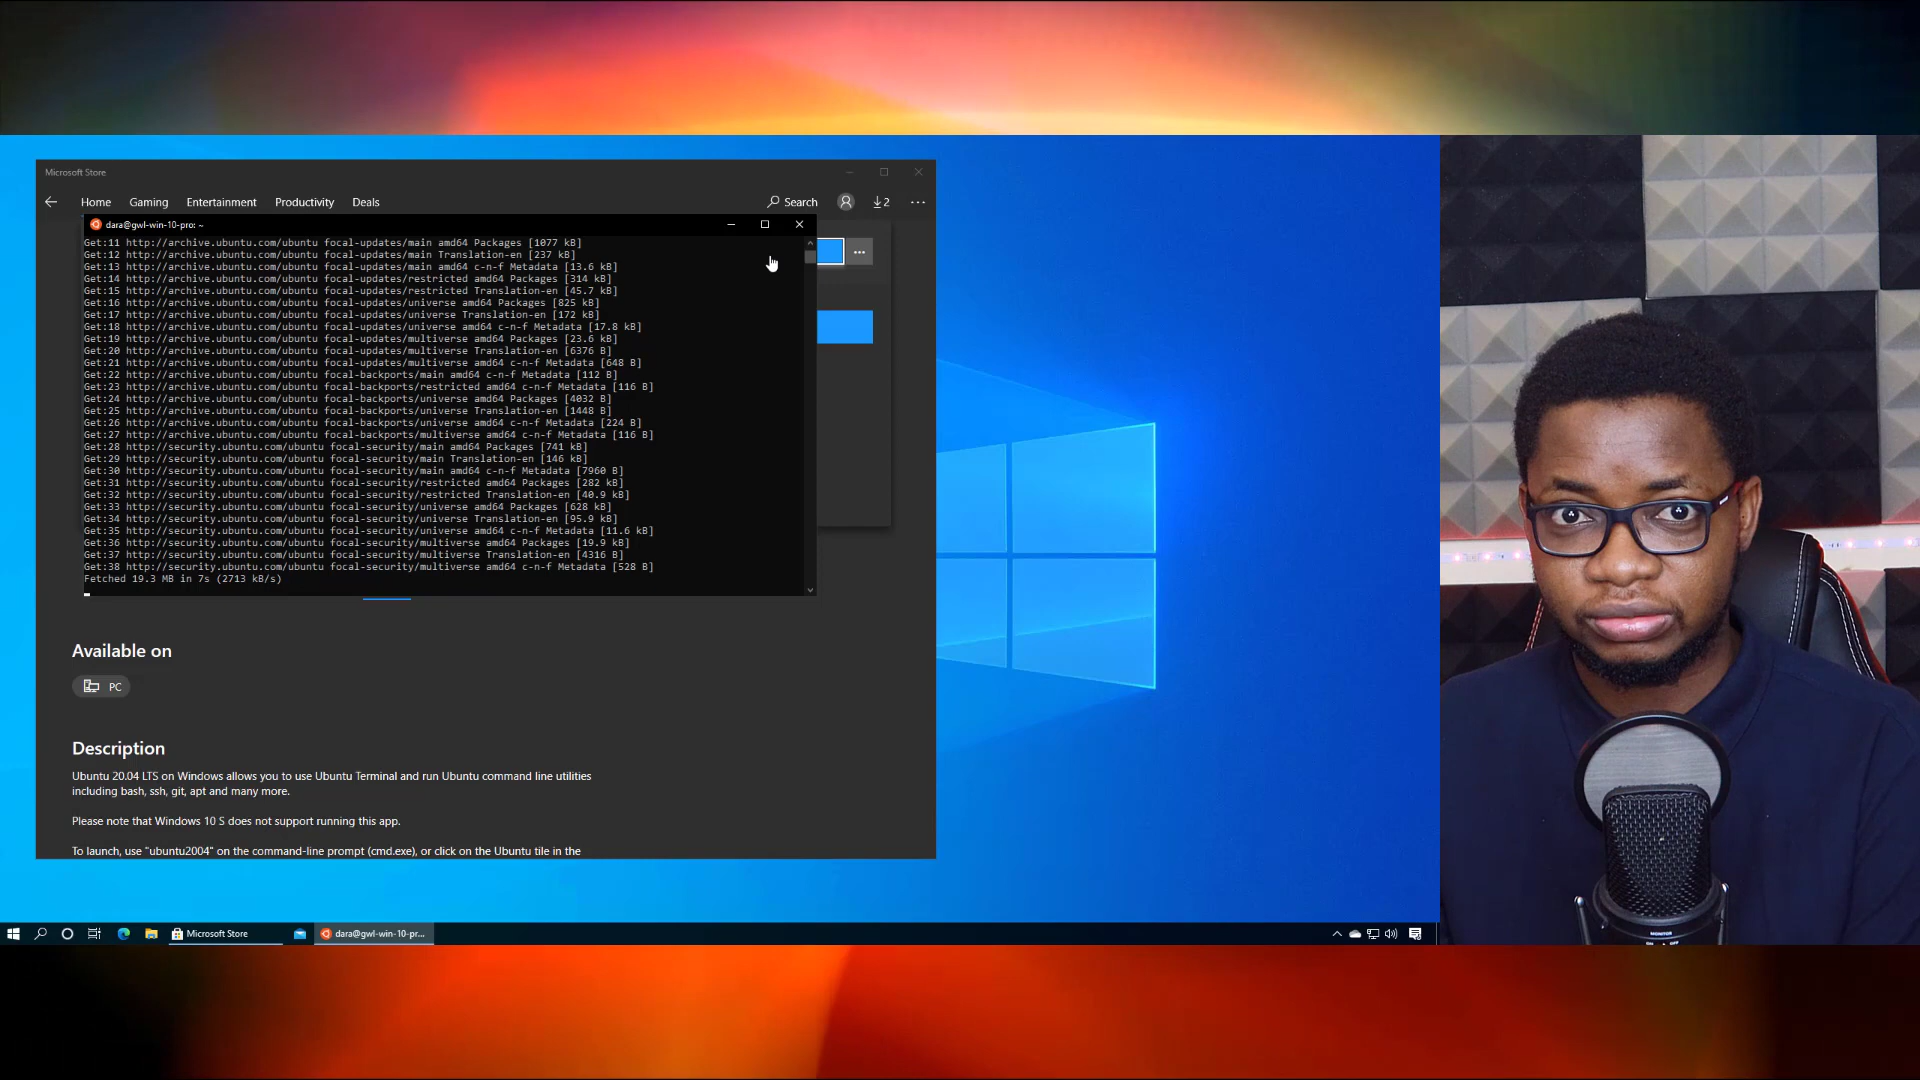 Microsoft Store
Home Gaming Entertainment Productivity Deals Search 2
dara@gwl-win-10-pro: ~
Get:11 http://archive.ubuntu.com/ubuntu focal-updates/main amd64 Packages [1077 kB]
Get:12 http://archive.ubuntu.com/ubuntu focal-updates/main Translation-en [237 kB]
Get:13 http://archive.ubuntu.com/ubuntu focal-updates/main amd64 c-n-f Metadata [13.6 kB]
Get:14 http://archive.ubuntu.com/ubuntu focal-updates/restricted amd64 Packages [314 kB]
Get:15 http://archive.ubuntu.com/ubuntu focal-updates/restricted Translation-en [45.7 kB]
Get:16 http://archive.ubuntu.com/ubuntu focal-updates/universe amd64 Packages [825 kB]
Get:17 http://archive.ubuntu.com/ubuntu focal-updates/universe Translation-en [172 kB]
Get:18 http://archive.ubuntu.com/ubuntu focal-updates/universe amd64 c-n-f Metadata [17.8 kB]
Get:19 http://archive.ubuntu.com/ubuntu focal-updates/multiverse amd64 Packages [23.6 kB]
Get:20 http://archive.ubuntu.com/ubuntu focal-updates/multiverse Translation-en [6376 B]
Get:21 http://archive.ubuntu.com/ubuntu focal-updates/multiverse amd64 c-n-f Metadata [648 B]
Get:22 http://archive.ubuntu.com/ubuntu focal-backports/main amd64 c-n-f Metadata [112 B]
Get:23 http://archive.ubuntu.com/ubuntu focal-backports/restricted amd64 c-n-f Metadata [116 B]
Get:24 http://archive.ubuntu.com/ubuntu focal-backports/universe amd64 Packages [4032 B]
Get:25 http://archive.ubuntu.com/ubuntu focal-backports/universe Translation-en [1448 B]
Get:26 http://archive.ubuntu.com/ubuntu focal-backports/universe amd64 c-n-f Metadata [224 B]
Get:27 http://archive.ubuntu.com/ubuntu focal-backports/multiverse amd64 c-n-f Metadata [116 B]
Get:28 http://security.ubuntu.com/ubuntu focal-security/main amd64 Packages [741 kB]
Get:29 http://security.ubuntu.com/ubuntu focal-security/main Translation-en [146 kB]
Get:30 http://security.ubuntu.com/ubuntu focal-security/main amd64 c-n-f Metadata [7960 B]
Get:31 http://security.ubuntu.com/ubuntu focal-security/restricted amd64 Packages [282 kB]
Get:32 http://security.ubuntu.com/ubuntu focal-security/restricted Translation-en [40.9 kB]
Get:33 http://security.ubuntu.com/ubuntu focal-security/universe amd64 Packages [628 kB]
Get:34 http://security.ubuntu.com/ubuntu focal-security/universe Translation-en [95.9 kB]
Get:35 http://security.ubuntu.com/ubuntu focal-security/universe amd64 c-n-f Metadata [11.6 kB]
Get:36 http://security.ubuntu.com/ubuntu focal-security/multiverse amd64 Packages [19.9 kB]
Get:37 http://security.ubuntu.com/ubuntu focal-security/multiverse Translation-en [4316 B]
Get:38 http://security.ubuntu.com/ubuntu focal-security/multiverse amd64 c-n-f Metadata [528 B]
Fetched 19.3 MB in 7s (2713 kB/s)
Available on
PC
Description
Ubuntu 20.04 LTS on Windows allows you to use Ubuntu Terminal and run Ubuntu command line utilities
including bash, ssh, git, apt and many more.
Please note that Windows 10 S does not support running this app.
To launch, use "ubuntu2004" on the command-line prompt (cmd.exe), or click on the Ubuntu tile in the
Microsoft Store dara@gwl-win-10-pr...
MONITOR